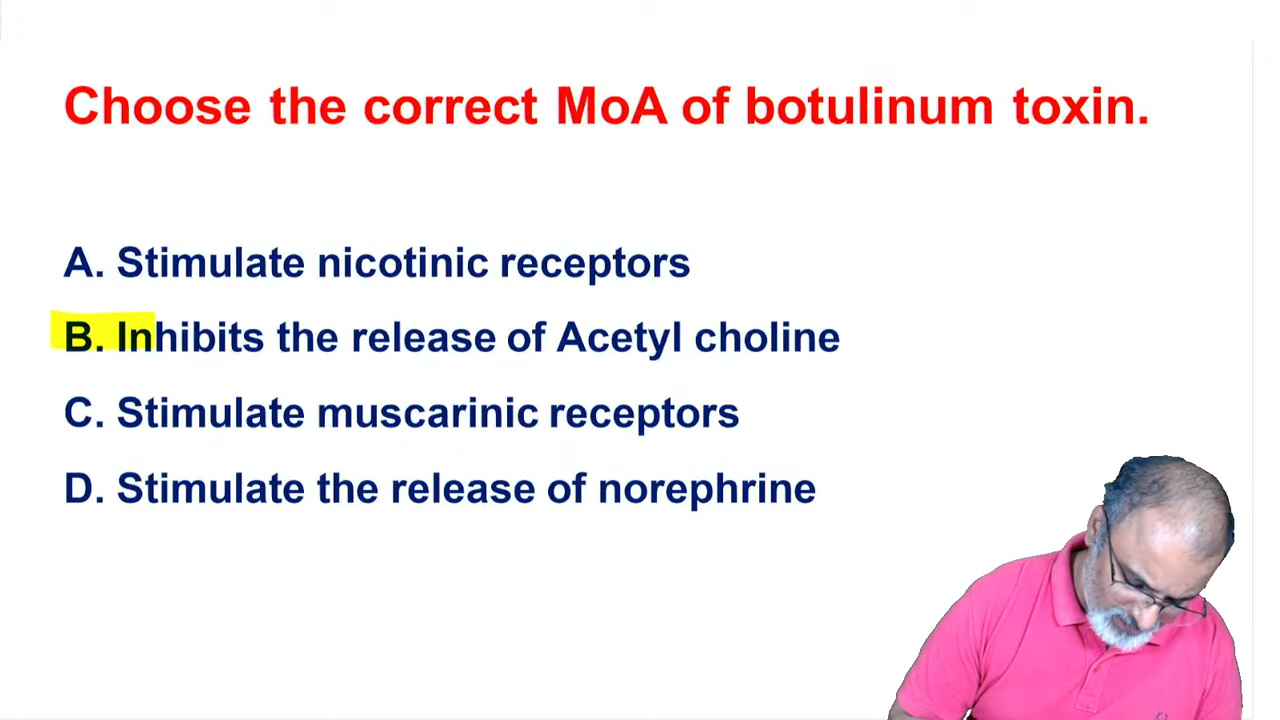 Choose the correct MoA of botulinum toxin.
A. Stimulate nicotinic receptors
B. Inhibits the release of Acetyl choline
C. Stimulate muscarinic receptors
D. Stimulate the release of norephrine